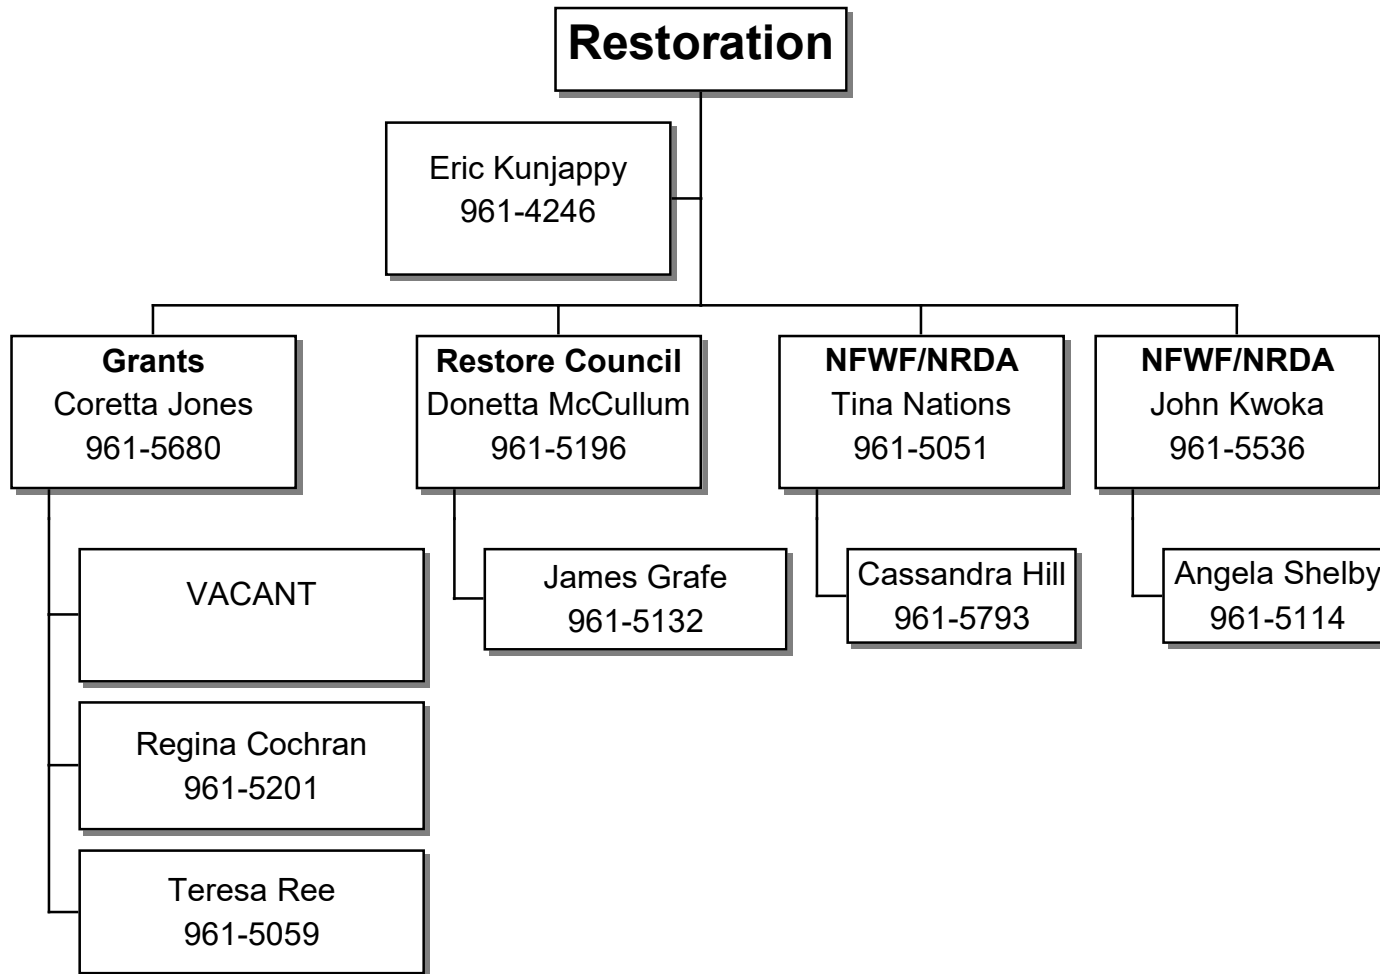 Restoration
Eric Kunjappy
961-4246
Grants
Coretta Jones
961-5680
Restore Council
Donetta McCullum
961-5196
NFWF/NRDA
Tina Nations
961-5051
NFWF/NRDA
John Kwoka
961-5536
VACANT
Regina Cochran
961-5201
Teresa Ree
961-5059
James Grafe
961-5132
Cassandra Hill
961-5793
Angela Shelby
961-5114